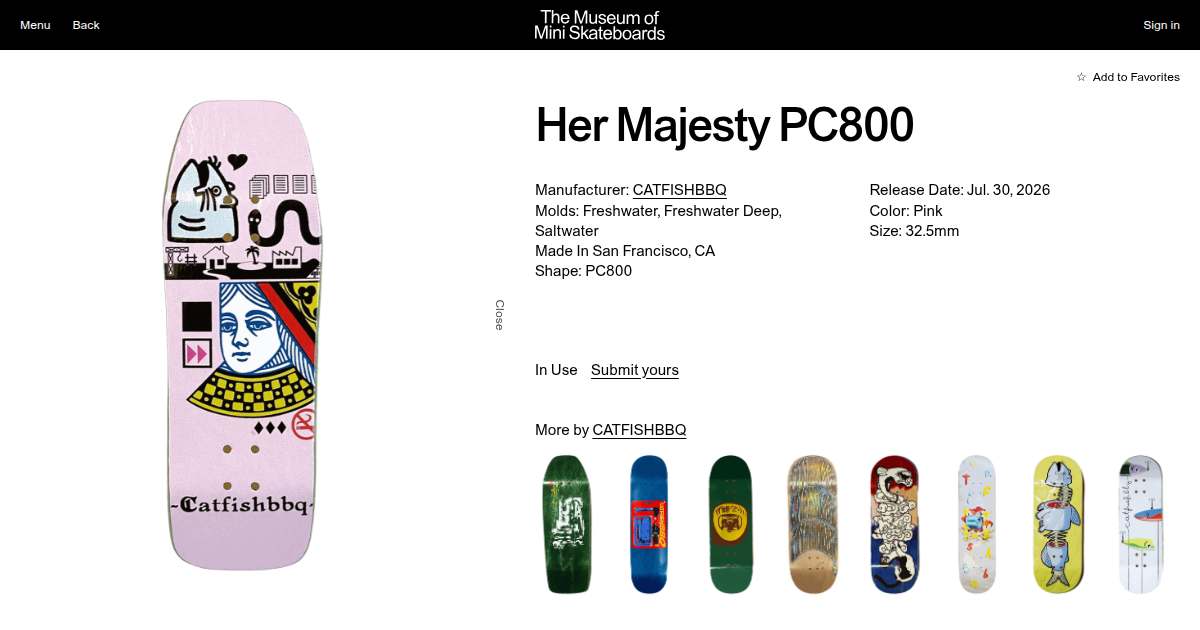 Menu
Back
The Museum of
Mini Skateboards
Sign in
☆ Add to Favorites
Her Majesty PC800
Manufacturer: CATFISHBBQ
Molds: Freshwater, Freshwater Deep,
Saltwater
Made In San Francisco, CA
Shape: PC800
Release Date: Jul. 30, 2026
Color: Pink
Size: 32.5mm
Close
In Use
Submit yours
More by CATFISHBBQ
-Catfishbbq-